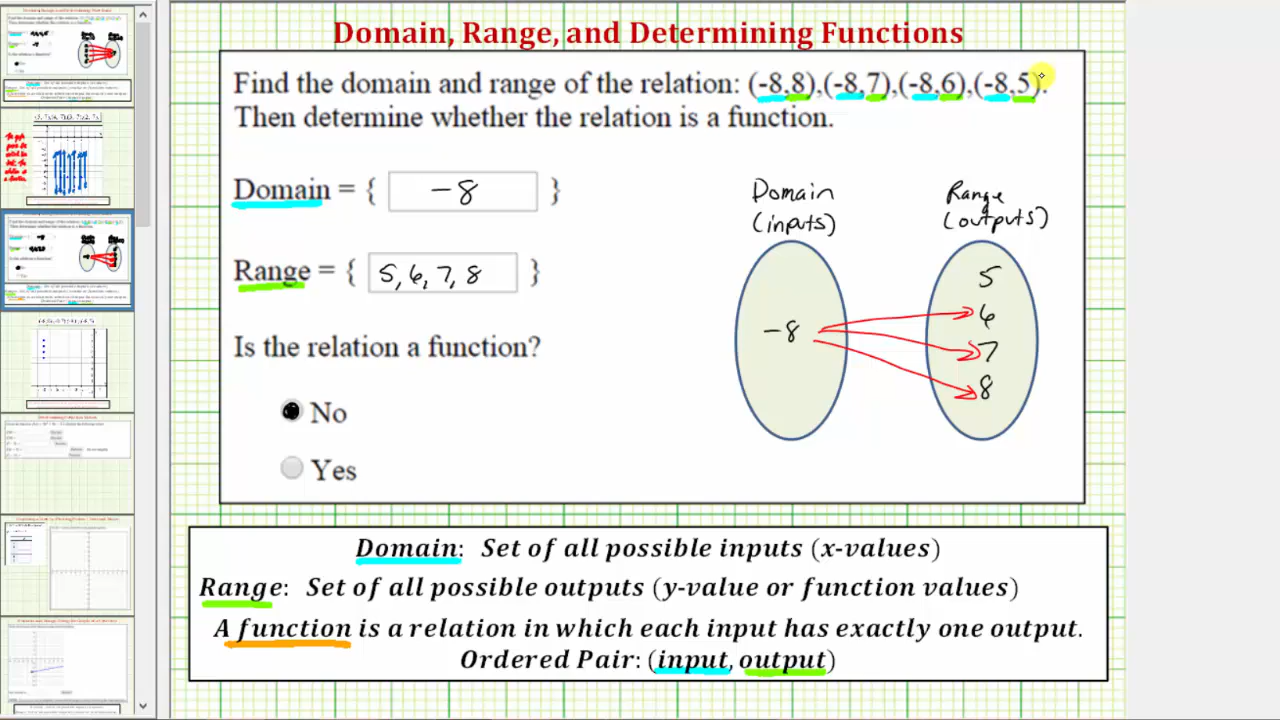 Domain, Range, and Determining Functions
Find the domain and range of the relation: (-8,8),(-8,7),(-8,6),(-8,5).
Then determine whether the relation is a function.
Domain = { -8 }
Range = { 5, 6, 7, 8 }
Is the relation a function?
No
Yes
Domain
(inputs)
-8
Range
(outputs)
5
6
7
8
Domain: Set of all possible inputs (x-values)
Range: Set of all possible outputs (y-value or function values)
A function is a relation in which each input has exactly one output.
Ordered Pair: (input, output)